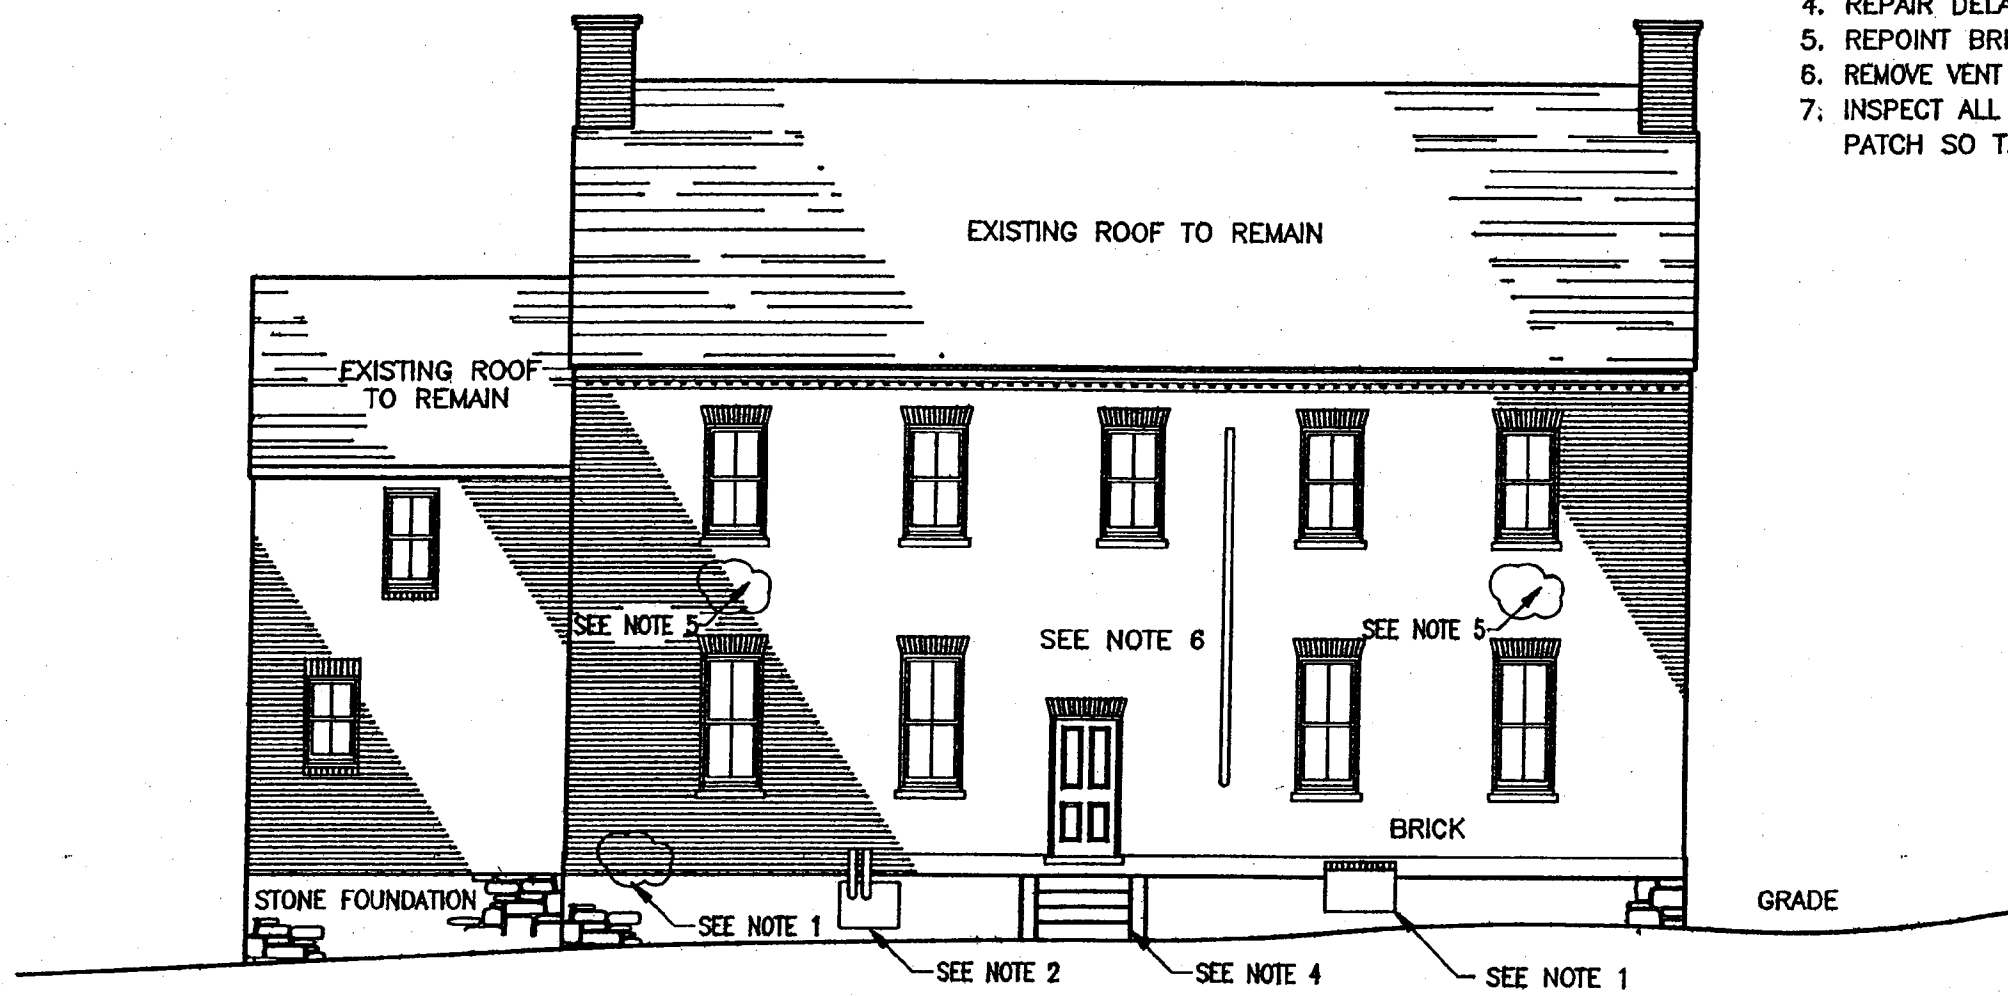 4. REPAIR
5. REPOINT
6. REMOVE VENT
7. INSPECT ALL
PATCH SO
EXISTING ROOF TO REMAIN
EXISTING ROOF
TO REMAIN
SEE NOTE 5
SEE NOTE 6
SEE NOTE 5
BRICK
STONE FOUNDATION
GRADE
SEE NOTE 1
SEE NOTE 2
SEE NOTE 4
SEE NOTE 1